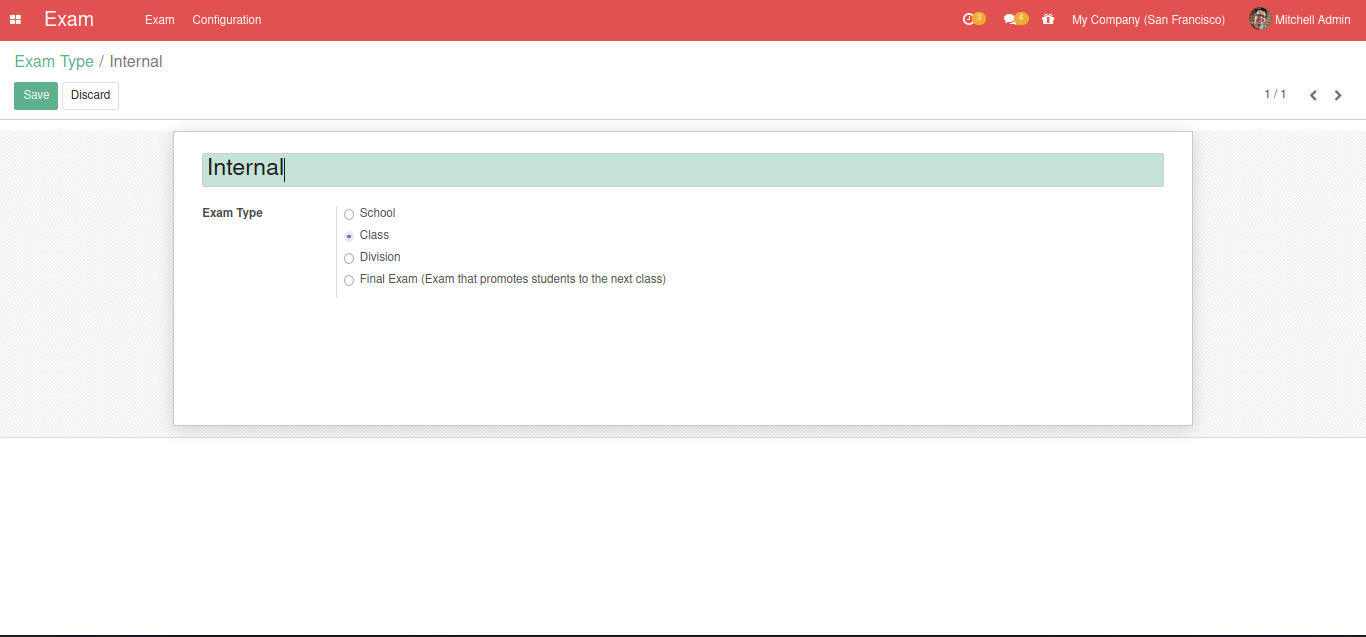 Exam Exam Configuration 3 4 My Company (San Francisco) Mitchell Admin
Exam Type / Internal
Save Discard 1 / 1
Internal
Exam Type School
Class
Division
Final Exam (Exam that promotes students to the next class)